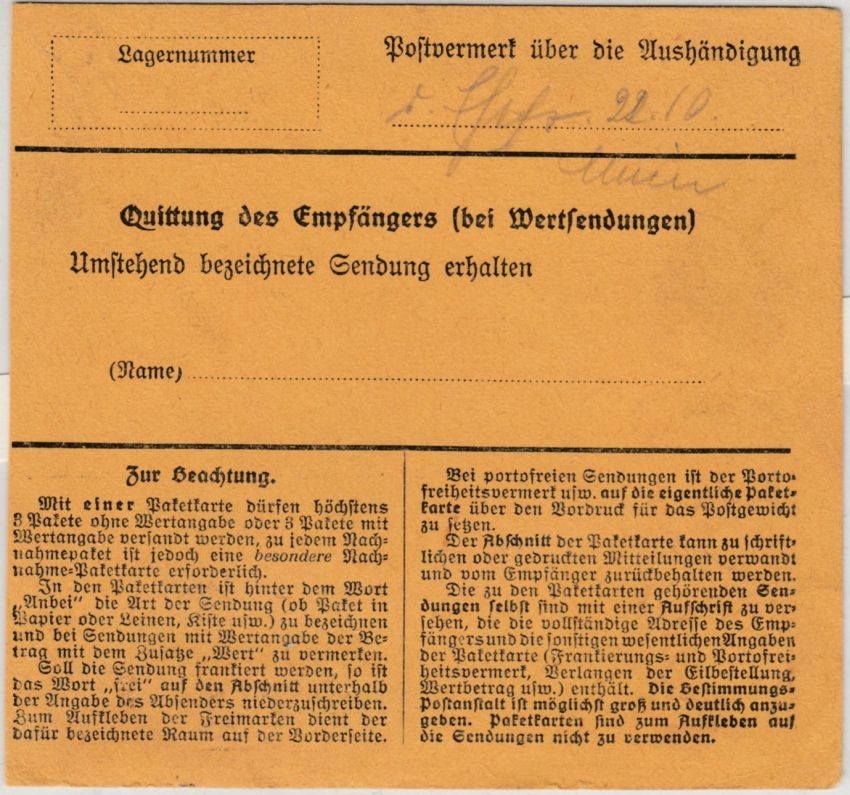 Lagernummer
Postvermerk über die Aushändigung
22.10.
Quittung des Empfängers (bei Wertsendungen)
Umstehend bezeichnete Sendung erhalten
(Name)
Zur Beachtung.
Mit einer Paketkarte dürfen höchstens
3 Pakete ohne Wertangabe oder 3 Pakete mit
Wertangabe versandt werden, zu jedem Nach-
nahmepaket ist jedoch eine besondere Nach-
nahme-Paketkarte erforderlich.
In den Paketkarten ist hinter dem Wort
„Anbei" die Art der Sendung (ob Paket in
Papier oder Leinen, Kiste usw.) zu bezeichnen
und bei Sendungen mit Wertangabe der Be-
trag mit dem Zusatze „Wert" zu vermerken.
Soll die Sendung frankiert werden, so ist
das Wort „frei" auf den Abschnitt unterhalb
der Angabe des Absenders niederzuschreiben.
Zum Aufkleben der Freimarken dient der
dafür bezeichnete Raum auf der Vorderseite.
Bei portofreien Sendungen ist der Porto-
freiheitsvermerk usw. auf die eigentliche Paket-
karte über den Vordruck für das Postgewicht
zu setzen.
Der Abschnitt der Paketkarte kann zu schrift-
lichen oder gedruckten Mitteilungen verwandt
und vom Empfänger zurückbehalten werden.
Die zu den Paketkarten gehörenden Sen-
dungen selbst sind mit einer Aufschrift zu ver-
sehen, die die vollständige Adresse des Emp-
fängers und die sonstigen wesentlichen Angaben
der Paketkarte (Frankierungs- und Portofrei-
heitsvermerk, Verlangen der Eilbestellung,
Wertbetrag usw.) enthält. Die Bestimmungs-
Postanstalt ist möglichst groß und deutlich anzu-
geben. Paketkarten sind zum Aufkleben auf
die Sendungen nicht zu verwenden.